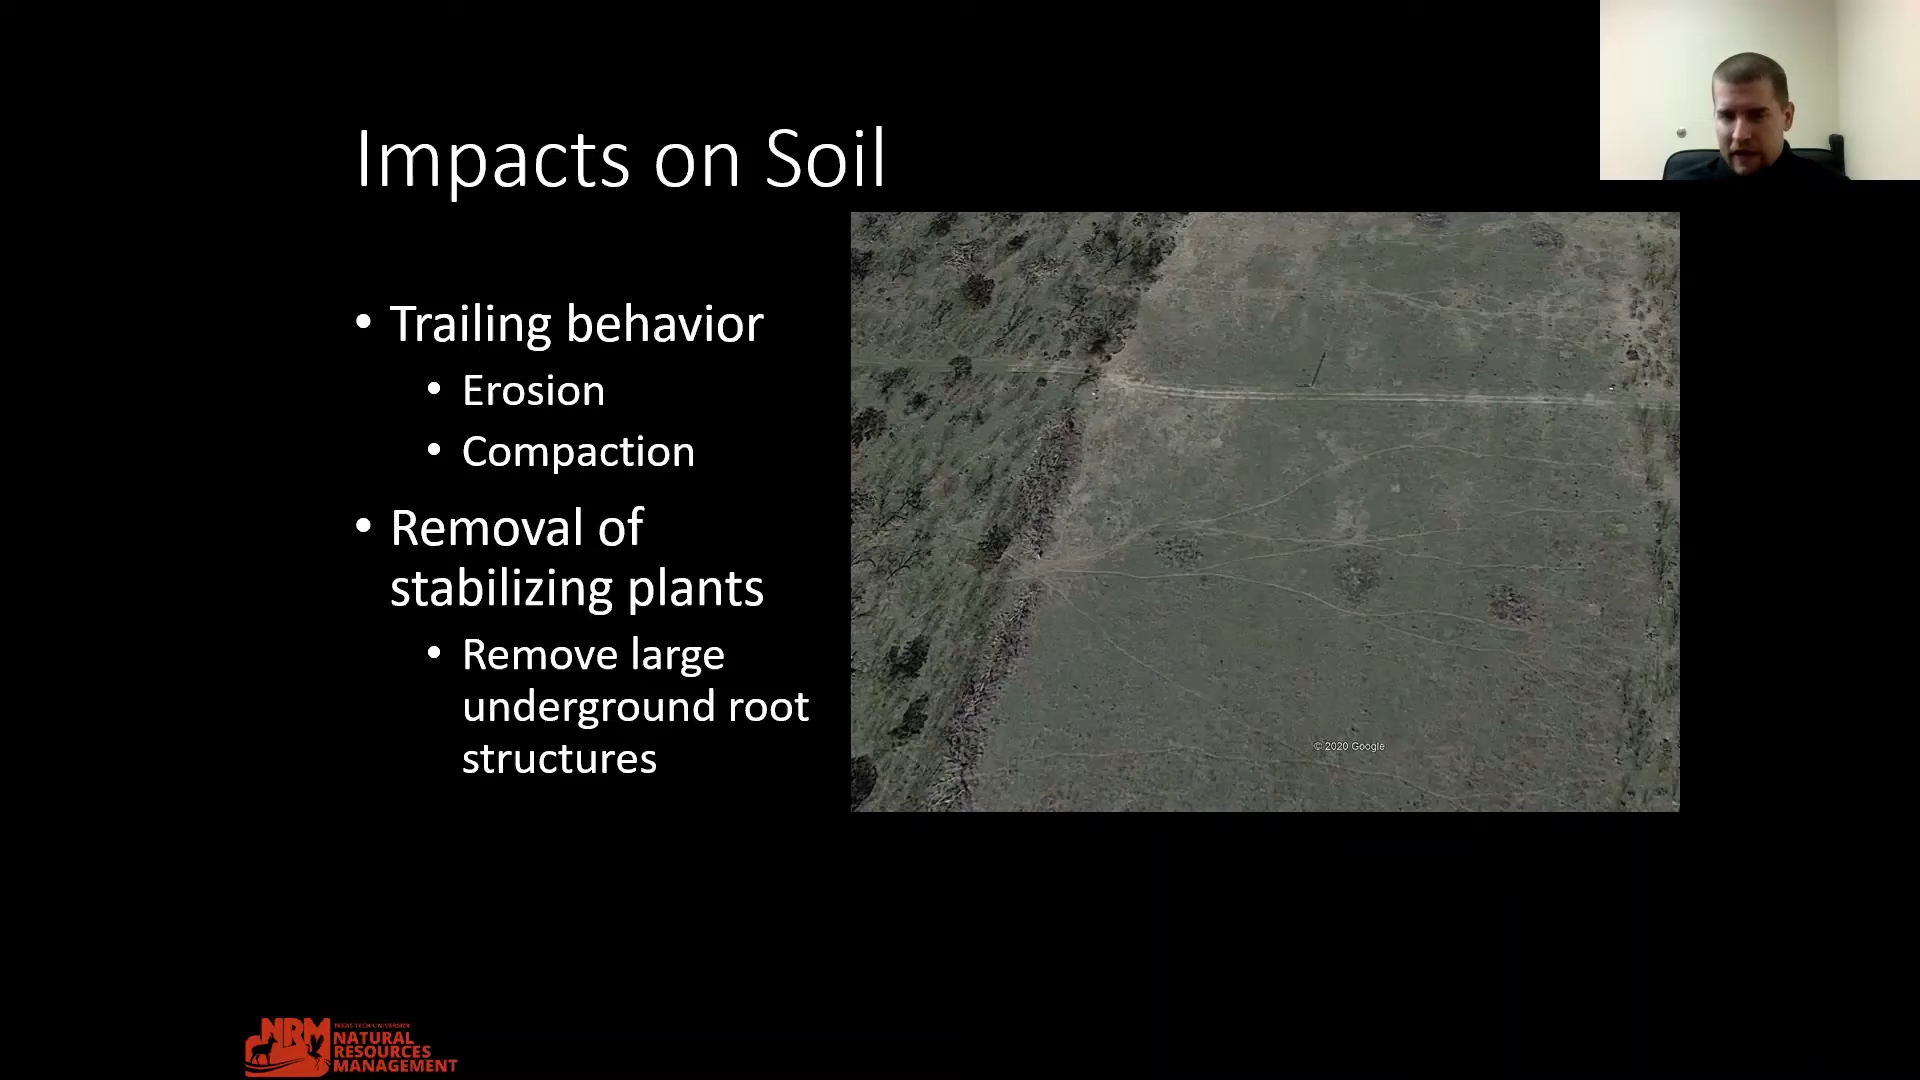 Impacts on Soil
• Trailing behavior
• Erosion
• Compaction
• Removal of
stabilizing plants
• Remove large
underground root
structures
© 2020 Google
NRM
TEXAS TECH UNIVERSITY
NATURAL
RESOURCES
MANAGEMENT